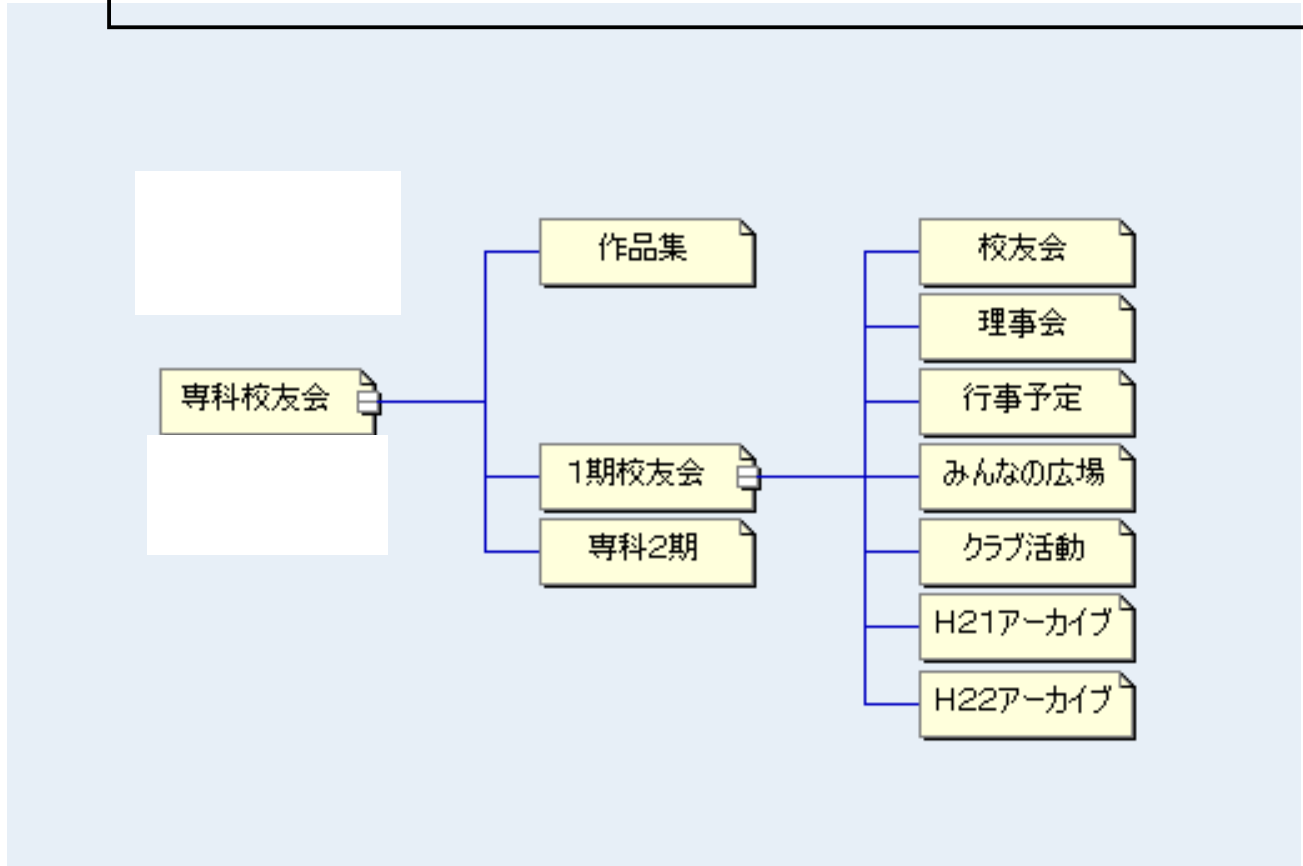 専科校友会
作品集
1期校友会
専科2期
校友会
理事会
行事予定
みんなの広場
クラブ活動
H21アーカイブ
H22アーカイブ